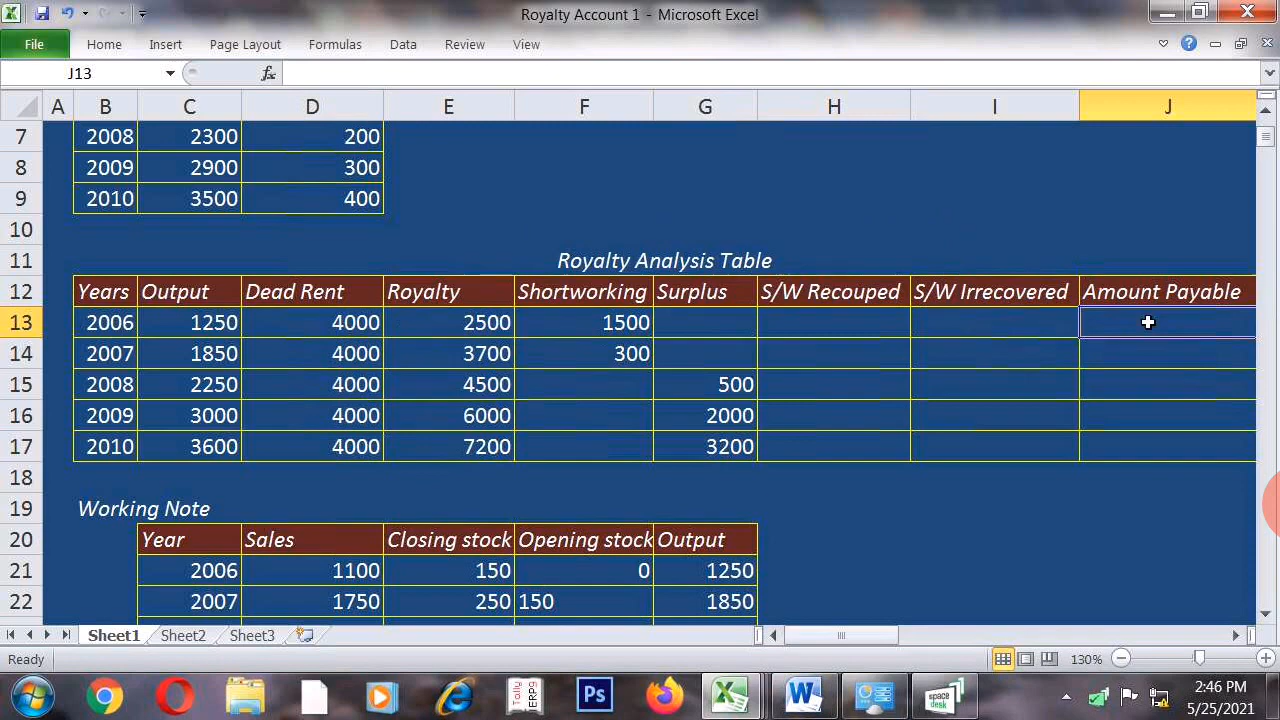 Royalty Account 1 - Microsoft Excel
File Home Insert Page Layout Formulas Data Review View
J13 fx
A B C D E F G H I J
7 2008 2300 200
8 2009 2900 300
9 2010 3500 400
10
11 Royalty Analysis Table
12 Years Output Dead Rent Royalty Shortworking Surplus S/W Recouped S/W Irrecovered Amount Payable
13 2006 1250 4000 2500 1500
14 2007 1850 4000 3700 300
15 2008 2250 4000 4500 500
16 2009 3000 4000 6000 2000
17 2010 3600 4000 7200 3200
18
19 Working Note
20 Year Sales Closing stock Opening stock Output
21 2006 1100 150 0 1250
22 2007 1750 250 150 1850
Sheet1 Sheet2 Sheet3
Ready 130%
Tally ERP9 Ps space desk 2:46 PM
5/25/2021